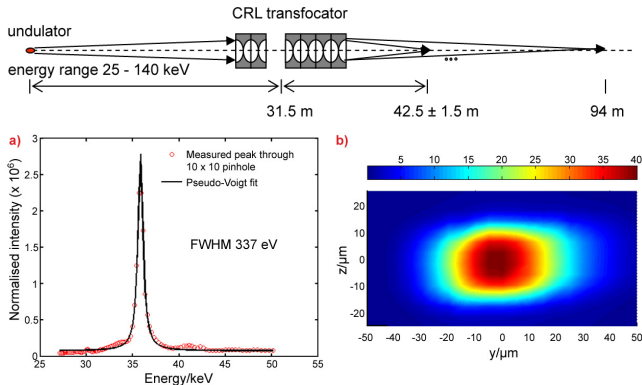 CRL transfocator
undulator
energy range 25 - 140 keV
31.5 m
42.5 ± 1.5 m
94 m
a)
3
2.5
2
1.5
1
0.5
0
Normalised intensity (x 10⁶)
Measured peak through
10 x 10 pinhole
Pseudo-Voigt fit
FWHM 337 eV
25 30 35 40 45 50 55
Energy/keV
b)
5 10 15 20 25 30 35 40
20
10
0
-10
-20
z/µm
-50 -40 -30 -20 -10 0 10 20 30 40 50
y/µm